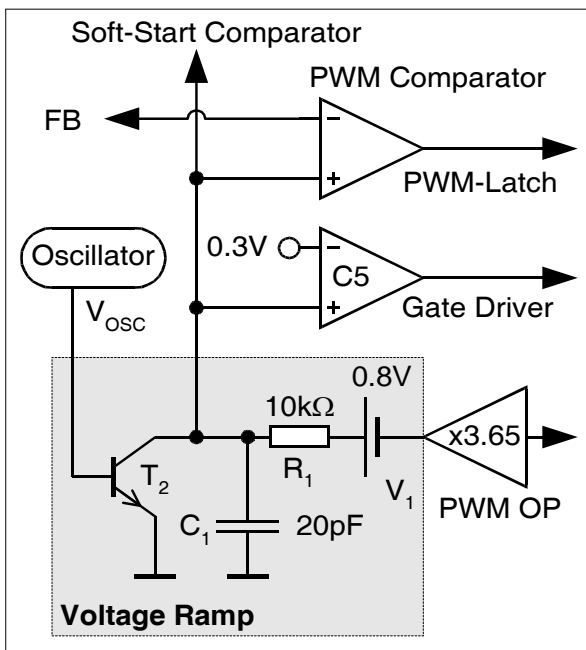 Soft-Start Comparator
PWM Comparator
FB
−
+
PWM-Latch
Oscillator
0.3V
−
C5
+
V_OSC
Gate Driver
0.8V
10kΩ
x3.65
T_2
R_1
V_1
PWM OP
C_1
20pF
Voltage Ramp